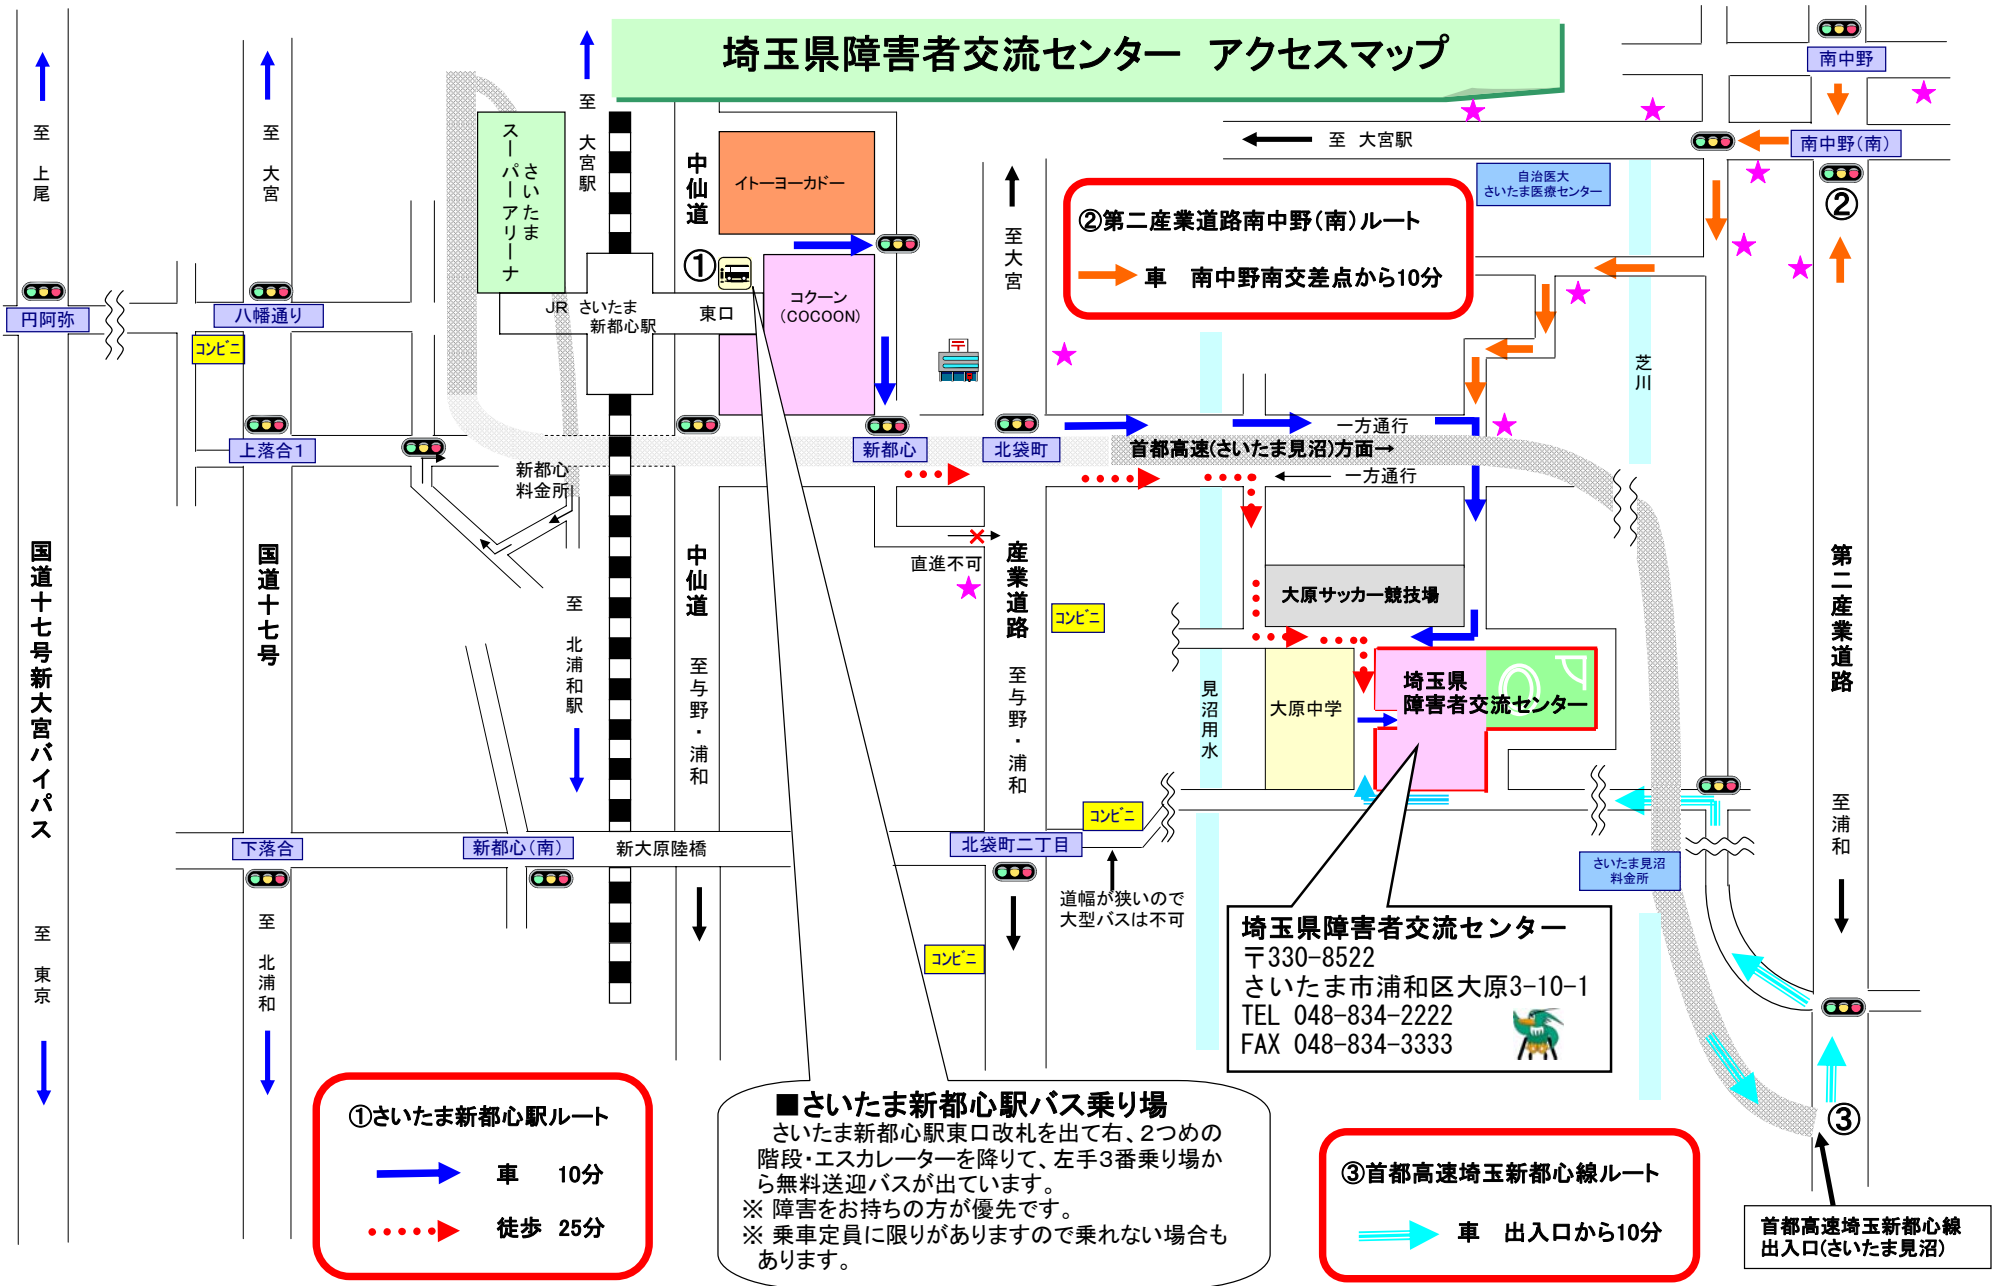 埼玉県障害者交流センター アクセスマップ
至 上尾
至 大宮
至 大宮駅
さいたま
スーパーアリーナ
中仙道
イトーヨーカドー
①
コクーン
(COCOON)
JR さいたま
新都心駅
東口
至大宮
至 大宮駅
南中野
南中野(南)
②
自治医大
さいたま医療センター
②第二産業道路南中野(南)ルート
車 南中野南交差点から10分
円阿弥
八幡通り
コンビニ
上落合1
新都心
料金所
新都心
北袋町
一方通行
首都高速(さいたま見沼)方面→
一方通行
芝川
直進不可
国道十七号新大宮バイパス
国道十七号
至 北浦和駅
中仙道
至与野・浦和
産業道路
至与野・浦和
コンビニ
大原サッカー競技場
埼玉県
障害者交流センター
大原中学
見沼用水
第二産業道路
至浦和
下落合
新都心(南)
新大原陸橋
北袋町二丁目
コンビニ
道幅が狭いので
大型バスは不可
コンビニ
さいたま見沼
料金所
至 東京
至 北浦和
埼玉県障害者交流センター
〒330-8522
さいたま市浦和区大原3-10-1
TEL 048-834-2222
FAX 048-834-3333
①さいたま新都心駅ルート
車 10分
徒歩 25分
■さいたま新都心駅バス乗り場
さいたま新都心駅東口改札を出て右、2つめの
階段・エスカレーターを降りて、左手3番乗り場か
ら無料送迎バスが出ています。
※ 障害をお持ちの方が優先です。
※ 乗車定員に限りがありますので乗れない場合も
あります。
③
③首都高速埼玉新都心線ルート
車 出入口から10分
首都高速埼玉新都心線
出入口(さいたま見沼)